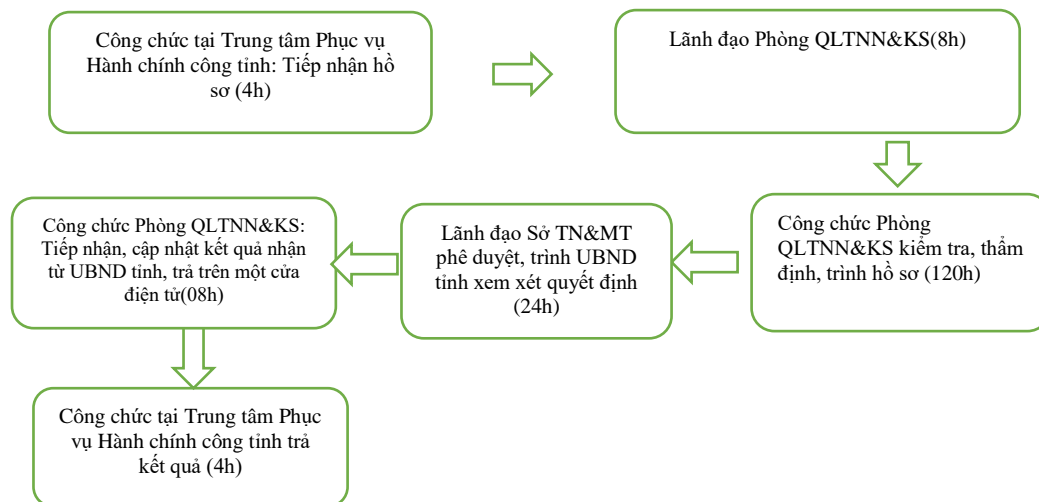 Công chức tại Trung tâm Phục vụ
Hành chính công tỉnh: Tiếp nhận hồ
sơ (4h)
Lãnh đạo Phòng QLTNN&KS(8h)
Công chức Phòng
QLTNN&KS kiểm tra, thẩm
định, trình hồ sơ (120h)
Lãnh đạo Sở TN&MT
phê duyệt, trình UBND
tỉnh xem xét quyết định
(24h)
Công chức Phòng QLTNN&KS:
Tiếp nhận, cập nhật kết quả nhận
từ UBND tỉnh, trả trên một cửa
điện tử(08h)
Công chức tại Trung tâm Phục
vụ Hành chính công tỉnh trả
kết quả (4h)